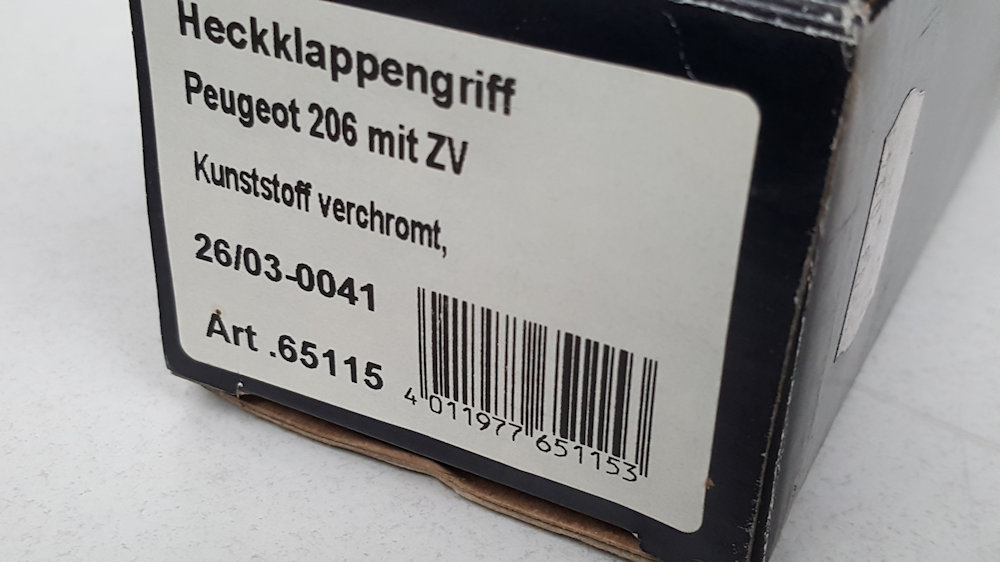 Heckklappengriff
Peugeot 206 mit ZV
Kunststoff verchromt,
26/03-0041
Art .65115
4 011977 651153